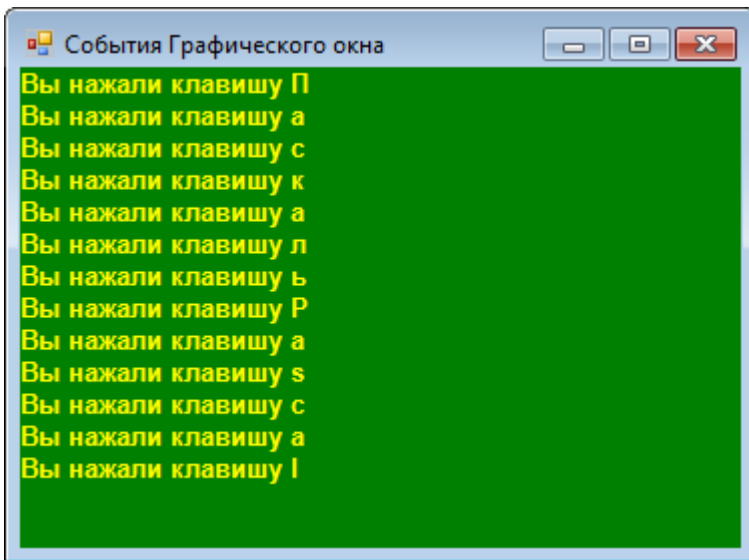 События Графического окна
Вы нажали клавишу П
Вы нажали клавишу а
Вы нажали клавишу с
Вы нажали клавишу к
Вы нажали клавишу а
Вы нажали клавишу л
Вы нажали клавишу ь
Вы нажали клавишу P
Вы нажали клавишу a
Вы нажали клавишу s
Вы нажали клавишу c
Вы нажали клавишу a
Вы нажали клавишу l